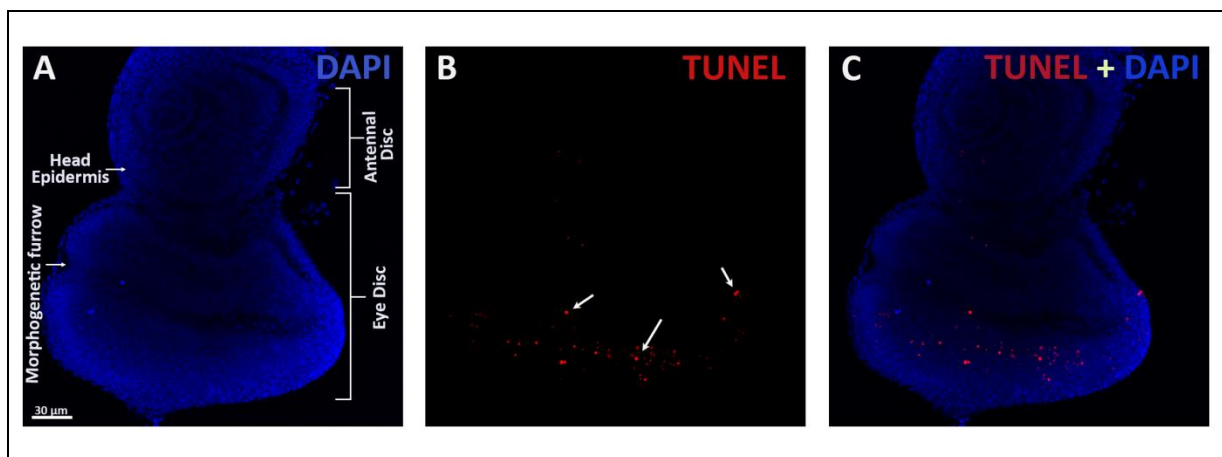 A
DAPI
Head
Epidermis
Morphogenetic furrow
Antennal
Disc
Eye Disc
30 µm
B
TUNEL
C
TUNEL + DAPI